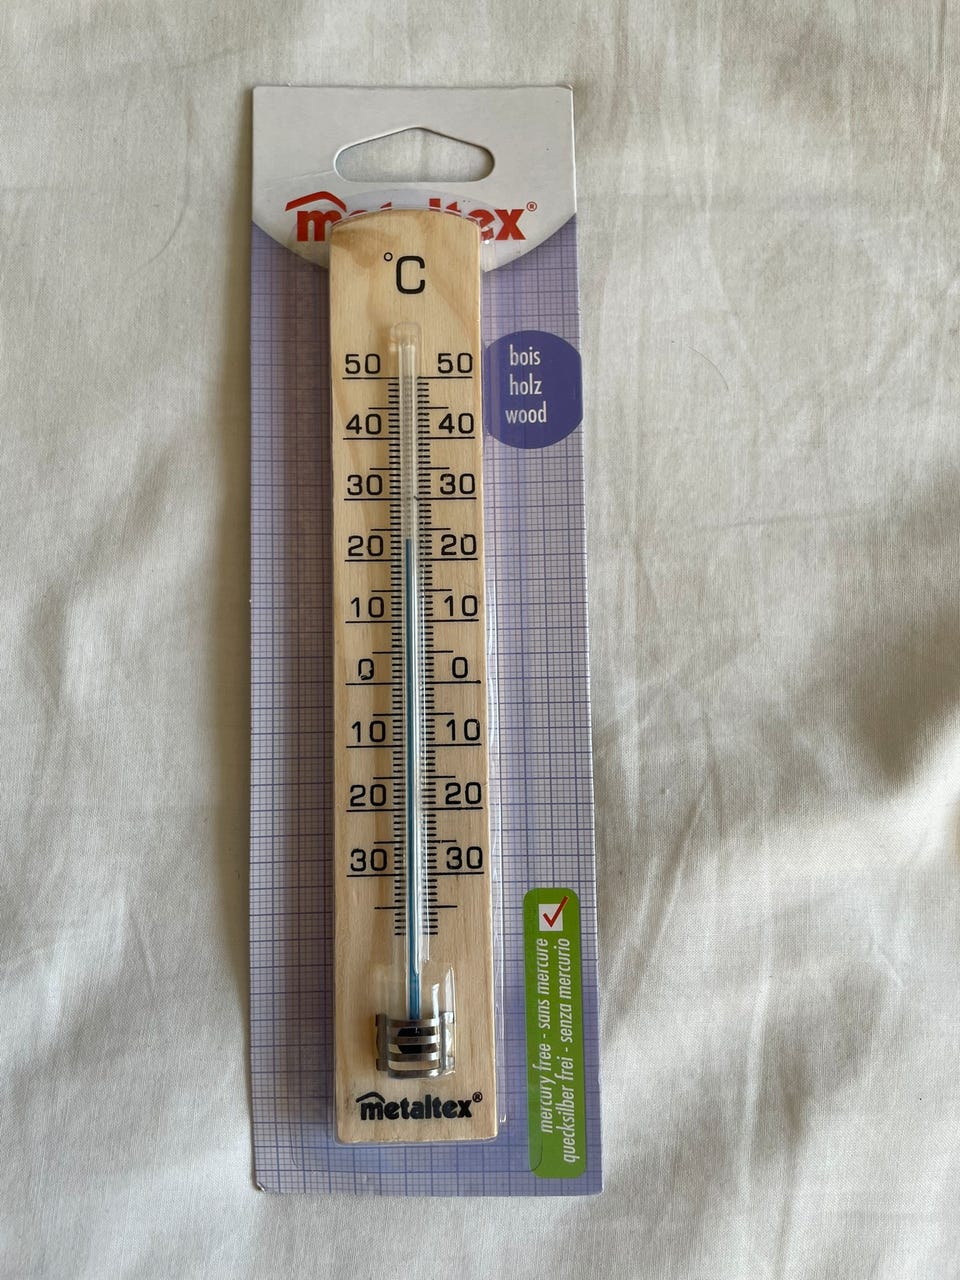 metaltex®
°C
50 50
bois
holz
wood
40 40
30 30
20 20
10 10
0 0
10 10
20 20
30 30
mercury free - sans mercure
quecksilber frei - senza mercurio
metaltex®